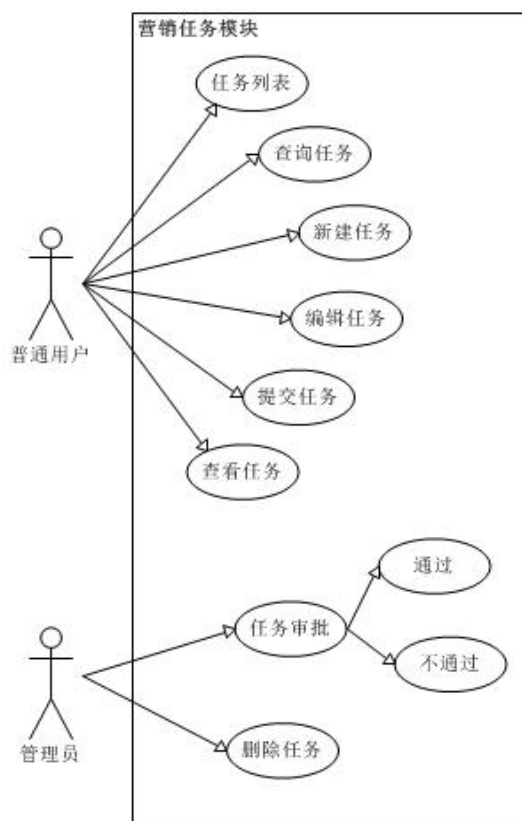 营销任务模块
任务列表
查询任务
新建任务
普通用户
编辑任务
提交任务
查看任务
通过
任务审批
不通过
管理员
删除任务